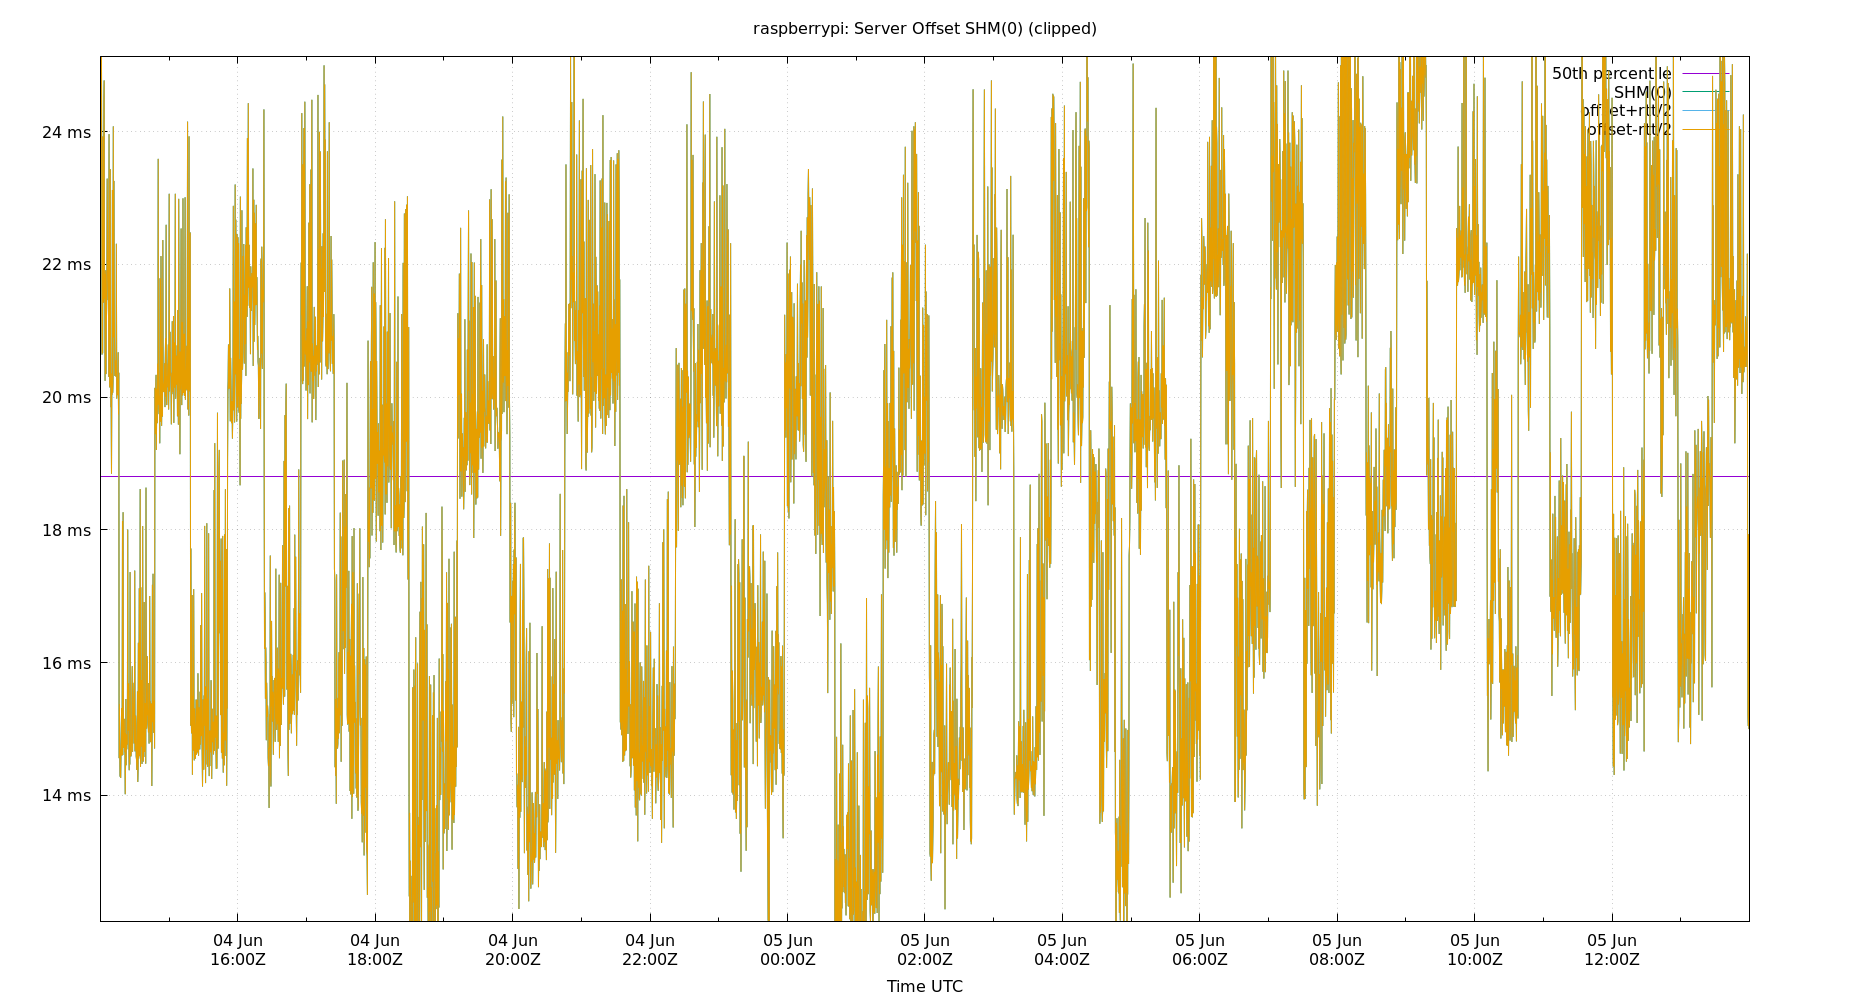 raspberrypi: Server Offset SHM(0) (clipped)
50th percentile
SHM(0)
offset+rtt/2
offset-rtt/2
24 ms
22 ms
20 ms
18 ms
16 ms
14 ms
04 Jun 04 Jun 04 Jun 04 Jun 05 Jun 05 Jun 05 Jun 05 Jun 05 Jun 05 Jun 05 Jun
16:00Z 18:00Z 20:00Z 22:00Z 00:00Z 02:00Z 04:00Z 06:00Z 08:00Z 10:00Z 12:00Z
Time UTC